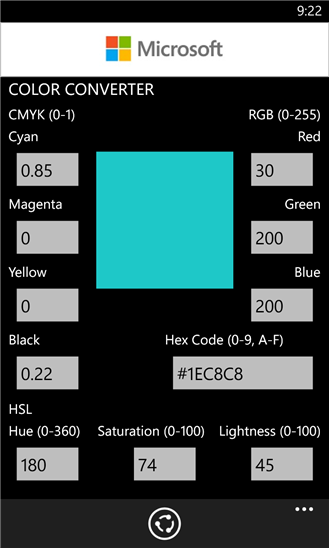 9:22
Microsoft
COLOR CONVERTER
CMYK (0-1) RGB (0-255)
Cyan Red
0.85 30
Magenta Green
0 200
Yellow Blue
0 200
Black Hex Code (0-9, A-F)
0.22 #1EC8C8
HSL
Hue (0-360) Saturation (0-100) Lightness (0-100)
180 74 45